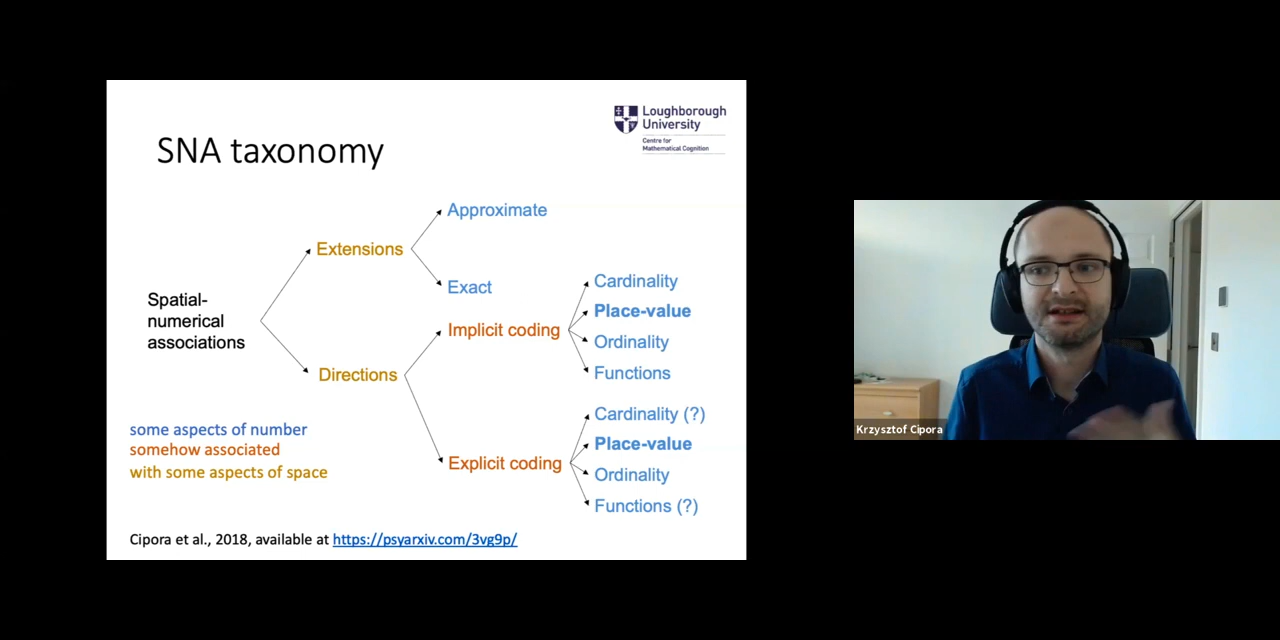 Loughborough
University
Centre for
Mathematical Cognition
SNA taxonomy
Approximate
Extensions
Exact
Cardinality
Spatial-
numerical
associations
Place-value
Implicit coding
Ordinality
Directions
Functions
Cardinality (?)
some aspects of number
somehow associated
with some aspects of space
Place-value
Explicit coding
Ordinality
Functions (?)
Cipora et al., 2018, available at https://psyarxiv.com/3vg9p/
Krzysztof Cipora